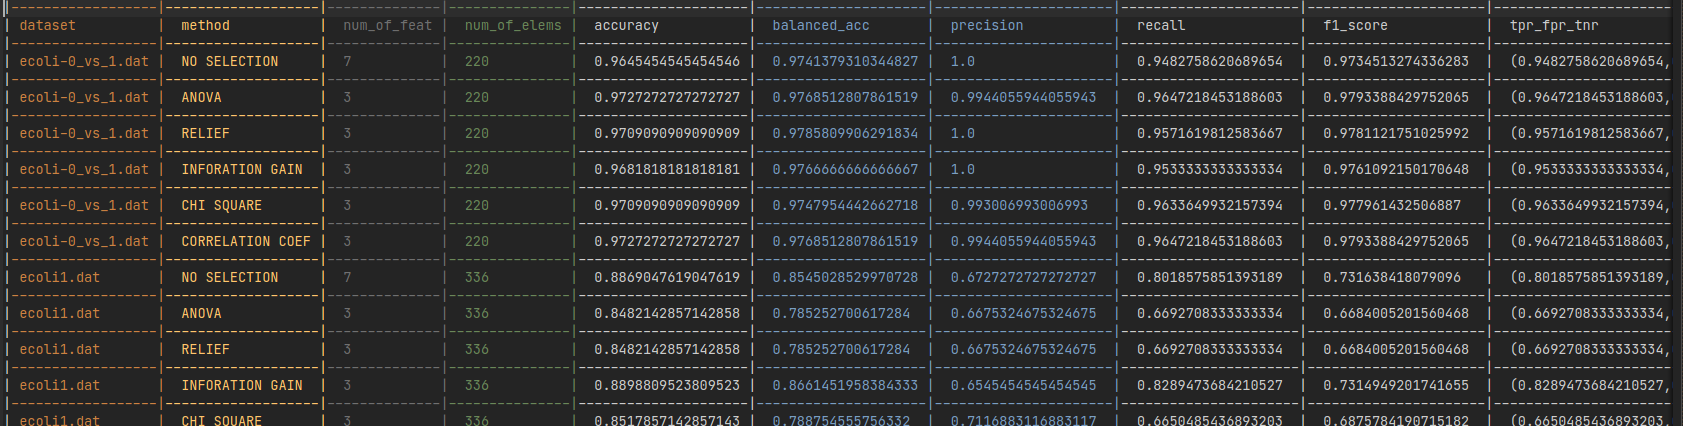 | dataset | method | num_of_feat | num_of_elems | accuracy | balanced_acc | precision | recall | f1_score | tpr_fpr_tnr
| ecoli-0_vs_1.dat | NO SELECTION | 7 | 220 | 0.9645454545454546 | 0.9741379310344827 | 1.0 | 0.9482758620689654 | 0.9734513274336283 | (0.9482758620689654,
| ecoli-0_vs_1.dat | ANOVA | 3 | 220 | 0.9727272727272727 | 0.9768512807861519 | 0.9944055944055943 | 0.9647218453188603 | 0.9793388429752065 | (0.9647218453188603,
| ecoli-0_vs_1.dat | RELIEF | 3 | 220 | 0.9709090909090909 | 0.9785809906291834 | 1.0 | 0.9571619812583667 | 0.9781121751025992 | (0.9571619812583667,
| ecoli-0_vs_1.dat | INFORATION GAIN | 3 | 220 | 0.9681818181818181 | 0.9766666666666667 | 1.0 | 0.9533333333333334 | 0.9761092150170648 | (0.9533333333333334,
| ecoli-0_vs_1.dat | CHI SQUARE | 3 | 220 | 0.9709090909090909 | 0.9747954442662718 | 0.993006993006993 | 0.9633649932157394 | 0.977961432506887 | (0.9633649932157394,
| ecoli-0_vs_1.dat | CORRELATION COEF | 3 | 220 | 0.9727272727272727 | 0.9768512807861519 | 0.9944055944055943 | 0.9647218453188603 | 0.9793388429752065 | (0.9647218453188603,
| ecoli1.dat | NO SELECTION | 7 | 336 | 0.8869047619047619 | 0.8545028529970728 | 0.6727272727272727 | 0.8018575851393189 | 0.731638418079096 | (0.8018575851393189,
| ecoli1.dat | ANOVA | 3 | 336 | 0.8482142857142858 | 0.785252700617284 | 0.6675324675324675 | 0.6692708333333334 | 0.6684005201560468 | (0.6692708333333334,
| ecoli1.dat | RELIEF | 3 | 336 | 0.8482142857142858 | 0.785252700617284 | 0.6675324675324675 | 0.6692708333333334 | 0.6684005201560468 | (0.6692708333333334,
| ecoli1.dat | INFORATION GAIN | 3 | 336 | 0.8898809523809523 | 0.8661451958384333 | 0.6545454545454545 | 0.8289473684210527 | 0.7314949201741655 | (0.8289473684210527,
| ecoli1.dat | CHI SQUARE | 3 | 336 | 0.8517857142857143 | 0.788754555756332 | 0.7116883116883117 | 0.6650485436893203 | 0.6875784190715182 | (0.6650485436893203,